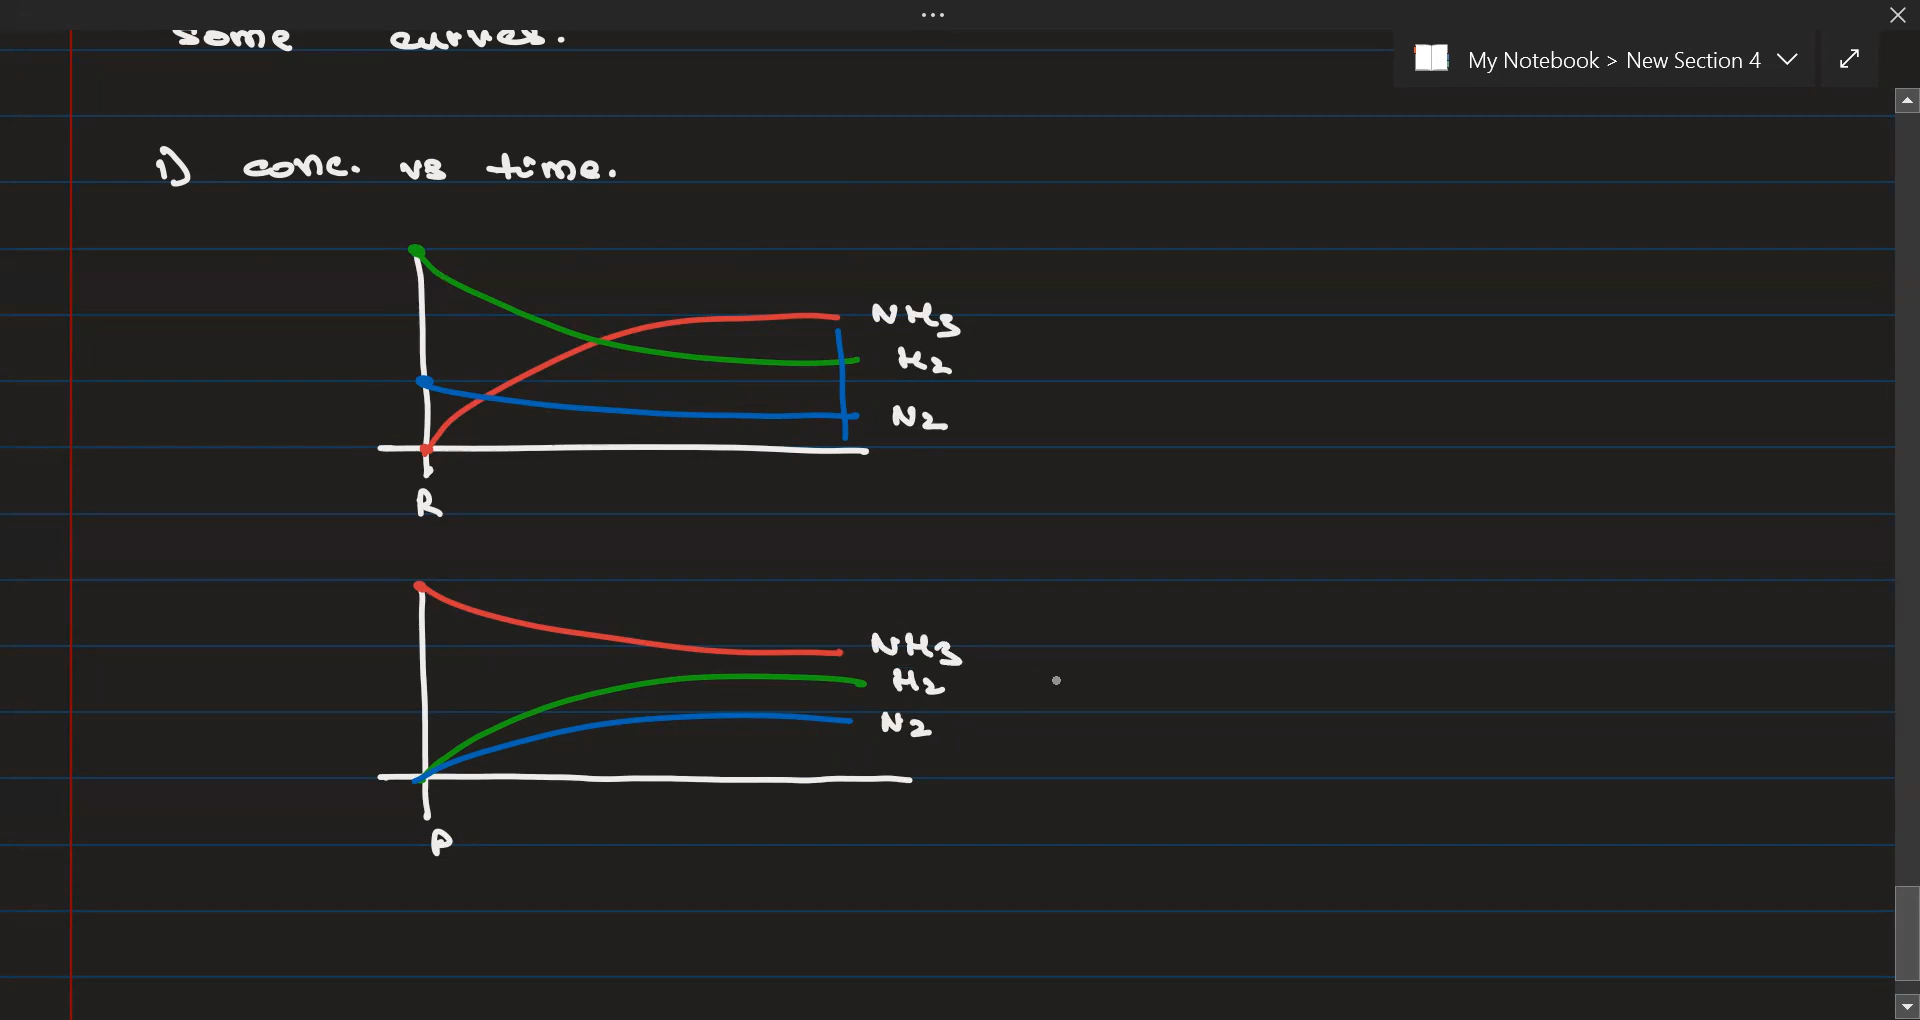 some curves.
My Notebook > New Section 4
i) conc. vs time.
NH3
H2
N2
R
NH3
H2
N2
P